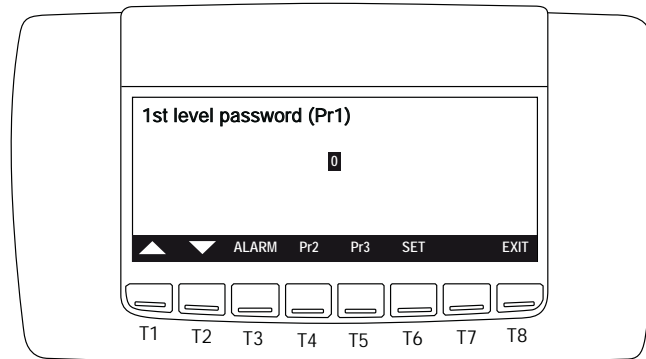 1st level password (Pr1)
0
ALARM Pr2 Pr3 SET EXIT
T1 T2 T3 T4 T5 T6 T7 T8